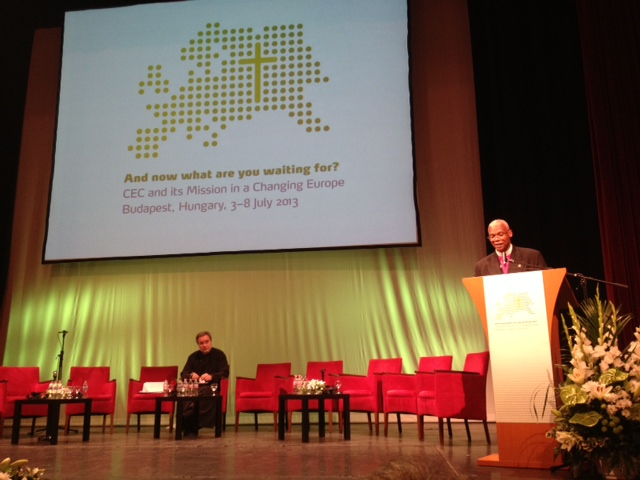 And now what are you waiting for?
CEC and its Mission in a Changing Europe
Budapest, Hungary, 3–8 July 2013